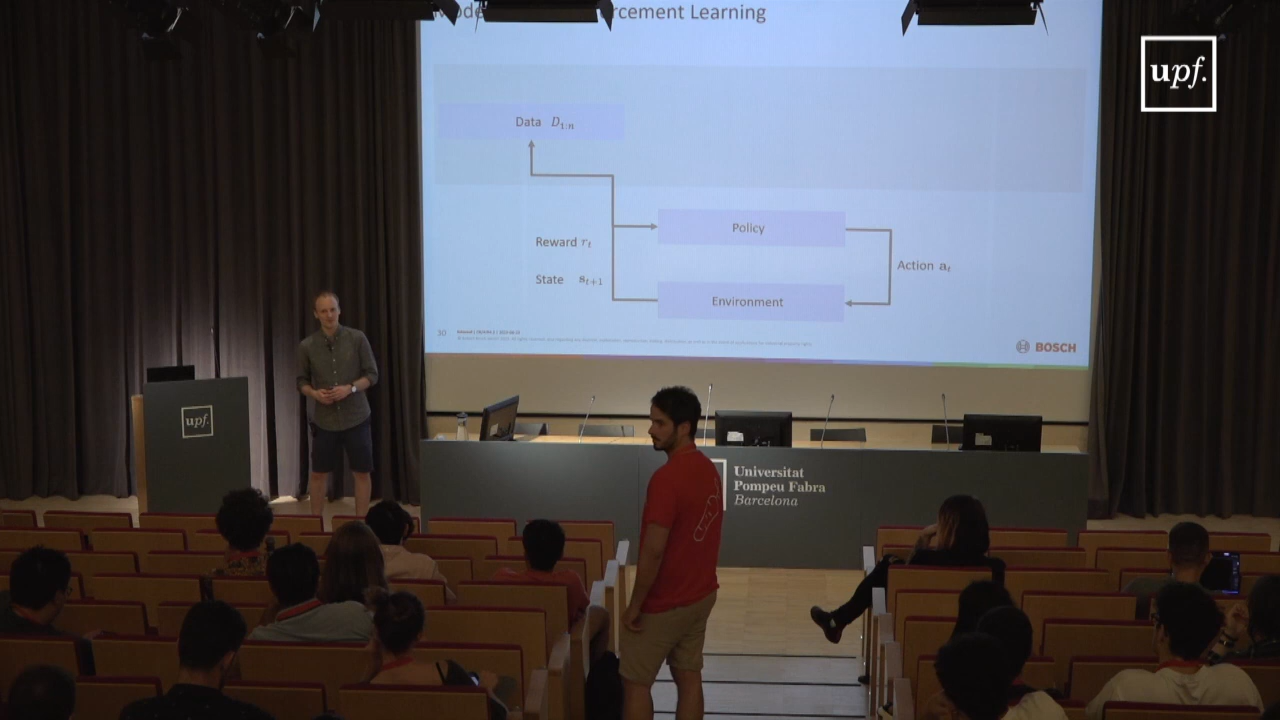 rcement Learning
upf.
Data D1:n
Policy
Reward rt
Action at
State st+1
Environment
30
BOSCH
upf.
Universitat
Pompeu Fabra
Barcelona